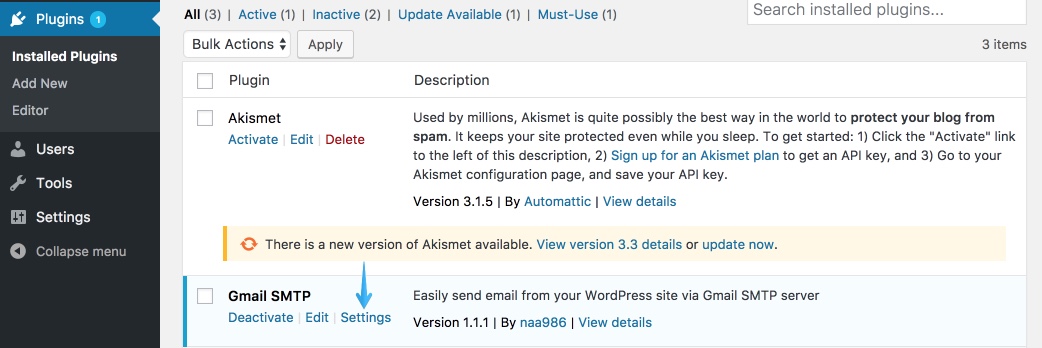 Plugins 1
Installed Plugins
Add New
Editor
Users
Tools
Settings
Collapse menu
All (3) | Active (1) | Inactive (2) | Update Available (1) | Must-Use (1)
Search installed plugins...
Bulk Actions Apply
3 items
Plugin Description
Akismet
Activate | Edit | Delete
Used by millions, Akismet is quite possibly the best way in the world to protect your blog from
spam. It keeps your site protected even while you sleep. To get started: 1) Click the "Activate" link
to the left of this description, 2) Sign up for an Akismet plan to get an API key, and 3) Go to your
Akismet configuration page, and save your API key.
Version 3.1.5 | By Automattic | View details
There is a new version of Akismet available. View version 3.3 details or update now.
Gmail SMTP
Deactivate | Edit | Settings
Easily send email from your WordPress site via Gmail SMTP server
Version 1.1.1 | By naa986 | View details